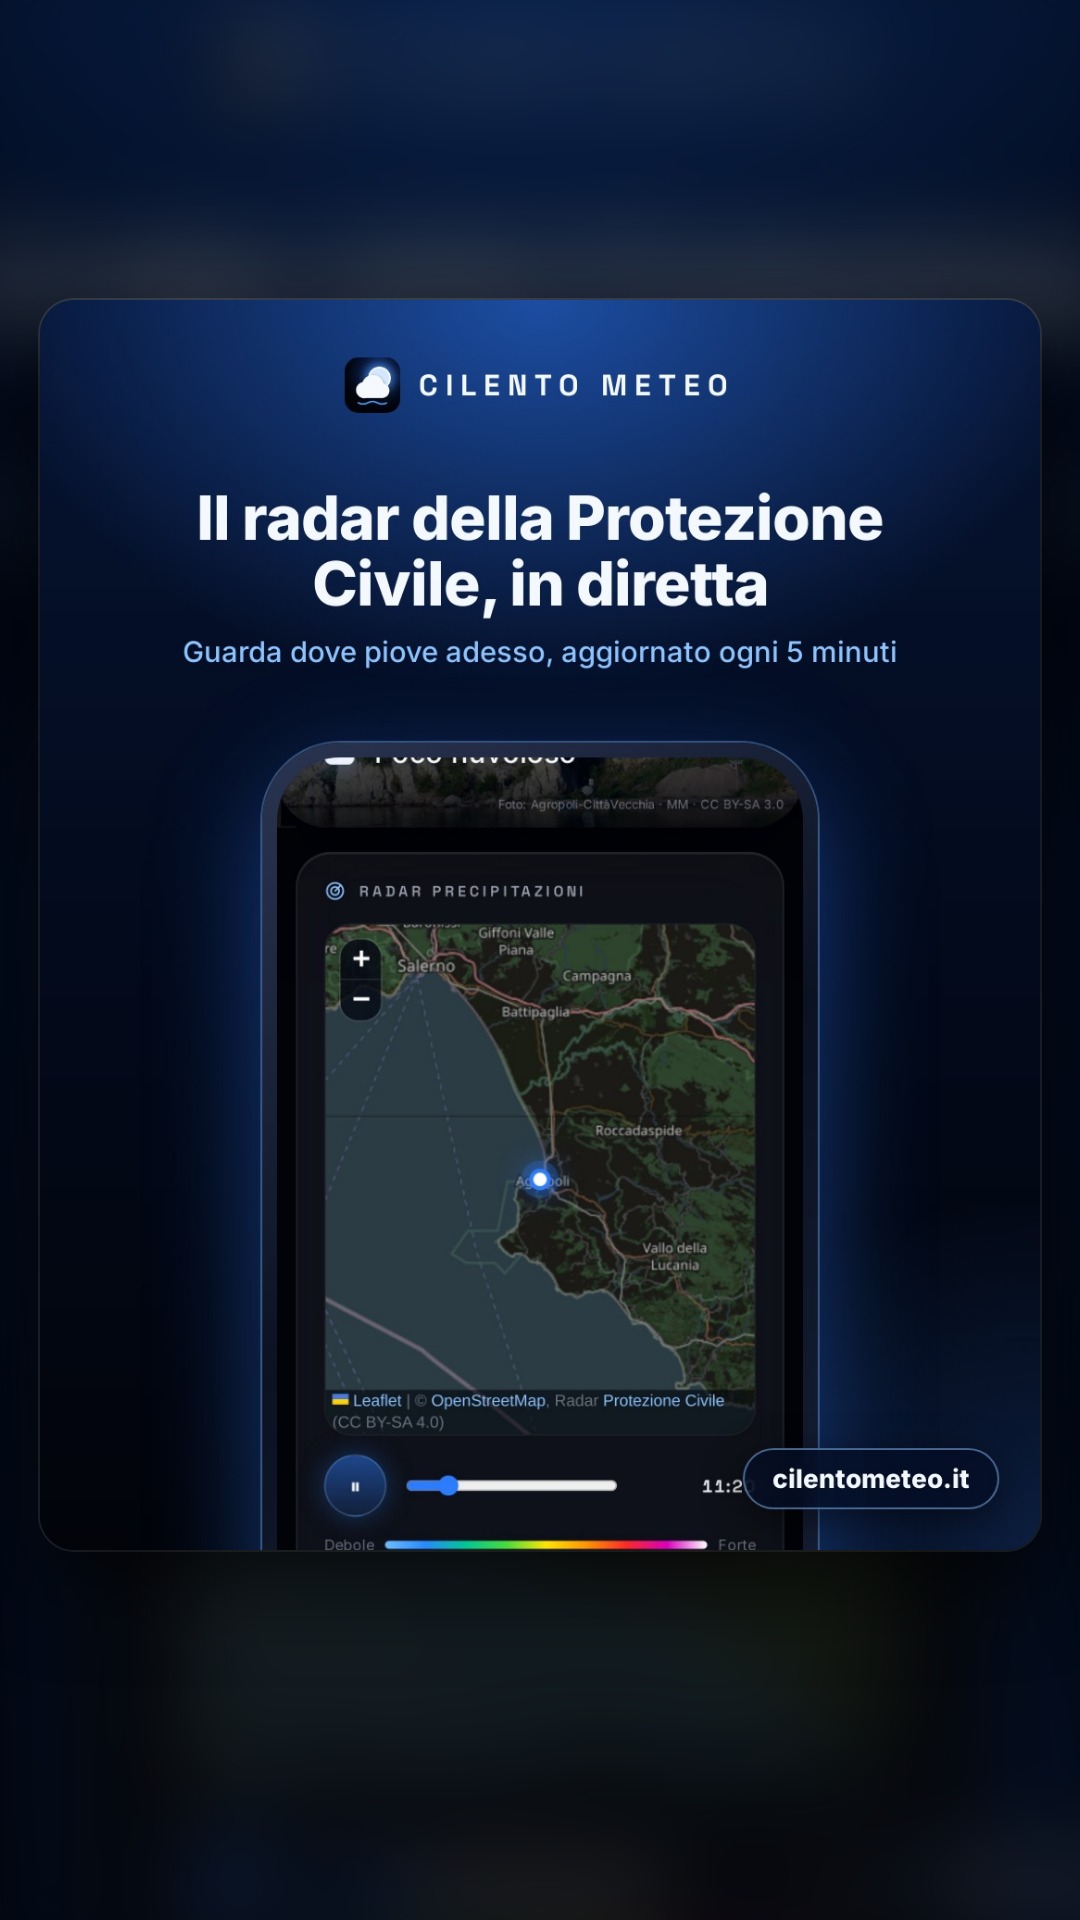 CILENTO METEO
Il radar della Protezione
Civile, in diretta
Guarda dove piove adesso, aggiornato ogni 5 minuti
Poco nuvoloso
Foto: Agropoli-CittàVecchia · MM · CC BY-SA 3.0
RADAR PRECIPITAZIONI
Giffoni Valle
Piana
+
Salerno
Campagna
−
Battipaglia
Roccadaspide
Vallo della
Lucania
Leaflet | © OpenStreetMap, Radar Protezione Civile
(CC BY-SA 4.0)
cilentometeo.it
Debole
Forte